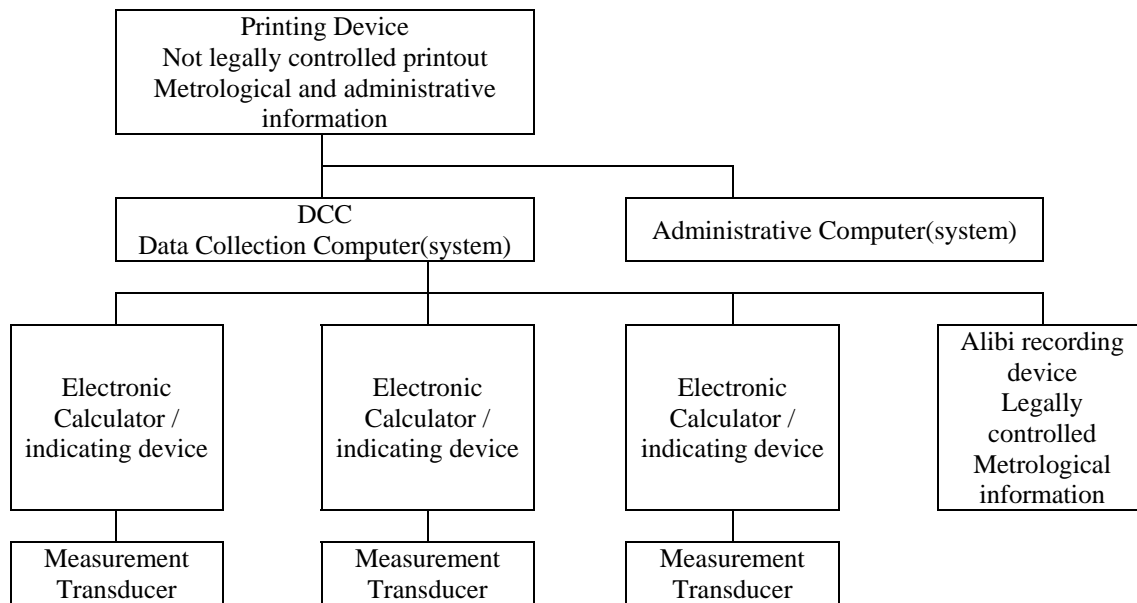 Printing Device
Not legally controlled printout
Metrological and administrative
information
DCC
Data Collection Computer(system)
Administrative Computer(system)
Electronic
Calculator /
indicating device
Electronic
Calculator /
indicating device
Electronic
Calculator /
indicating device
Alibi recording
device
Legally
controlled
Metrological
information
Measurement
Transducer
Measurement
Transducer
Measurement
Transducer